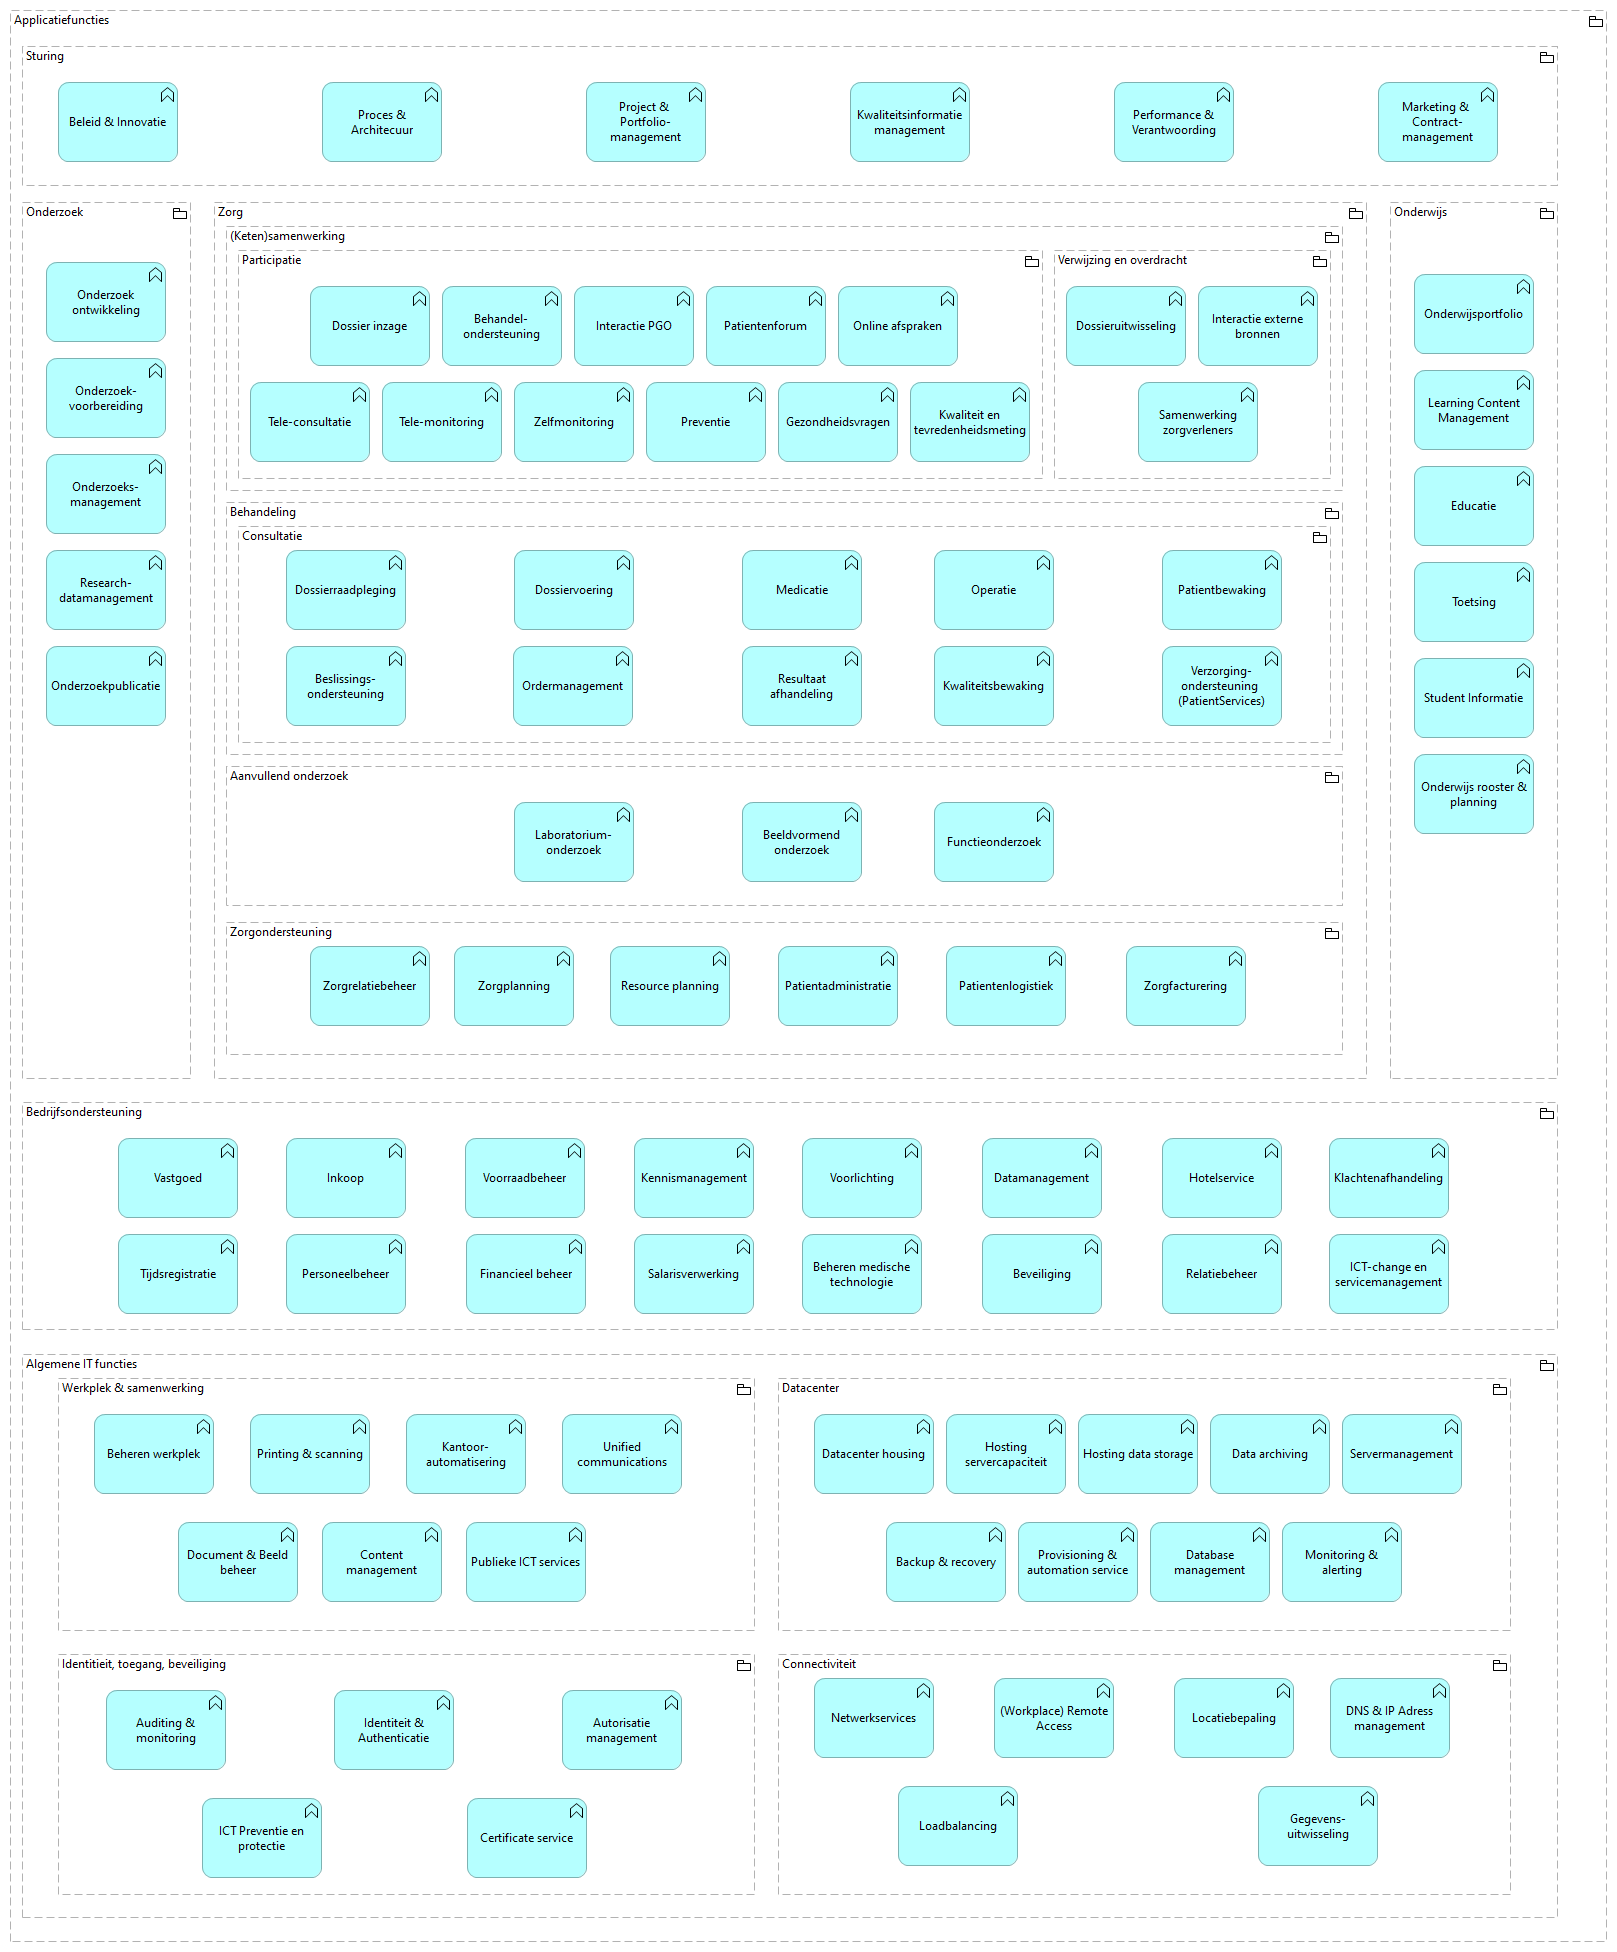 Applicatiefuncties
Sturing
Beleid & Innovatie
Proces &
Architecuur
Project &
Portfolio-
management
Kwaliteitsinformatie
management
Performance &
Verantwoording
Marketing &
Contract-
management
Onderzoek
Onderzoek
ontwikkeling
Onderzoek-
voorbereiding
Onderzoeks-
management
Research-
datamanagement
Onderzoekpublicatie
Zorg
(Keten)samenwerking
Participatie
Dossier inzage
Behandel-
ondersteuning
Interactie PGO
Patientenforum
Online afspraken
Tele-consultatie
Tele-monitoring
Zelfmonitoring
Preventie
Gezondheidsvragen
Kwaliteit en
tevredenheidsmeting
Verwijzing en overdracht
Dossieruitwisseling
Interactie externe
bronnen
Samenwerking
zorgverleners
Behandeling
Consultatie
Dossierraadpleging
Dossiervoering
Medicatie
Operatie
Patientbewaking
Beslissings-
ondersteuning
Ordermanagement
Resultaat
afhandeling
Kwaliteitsbewaking
Verzorging-
ondersteuning
(PatientServices)
Aanvullend onderzoek
Laboratorium-
onderzoek
Beeldvormend
onderzoek
Functieonderzoek
Zorgondersteuning
Zorgrelatiebeheer
Zorgplanning
Resource planning
Patientadministratie
Patientenlogistiek
Zorgfacturering
Onderwijs
Onderwijsportfolio
Learning Content
Management
Educatie
Toetsing
Student Informatie
Onderwijs rooster &
planning
Bedrijfsondersteuning
Vastgoed
Inkoop
Voorraadbeheer
Kennismanagement
Voorlichting
Datamanagement
Hotelservice
Klachtenafhandeling
Tijdsregistratie
Personeelbeheer
Financieel beheer
Salarisverwerking
Beheren medische
technologie
Beveiliging
Relatiebeheer
ICT-change en
servicemanagement
Algemene IT functies
Werkplek & samenwerking
Beheren werkplek
Printing & scanning
Kantoor-
automatisering
Unified
communications
Document & Beeld
beheer
Content
management
Publieke ICT services
Datacenter
Datacenter housing
Hosting
servercapaciteit
Hosting data storage
Data archiving
Servermanagement
Backup & recovery
Provisioning &
automation service
Database
management
Monitoring &
alerting
Identitieit, toegang, beveiliging
Auditing &
monitoring
Identiteit &
Authenticatie
Autorisatie
management
ICT Preventie en
protectie
Certificate service
Connectiviteit
Netwerkservices
(Workplace) Remote
Access
Locatiebepaling
DNS & IP Adress
management
Loadbalancing
Gegevens-
uitwisseling